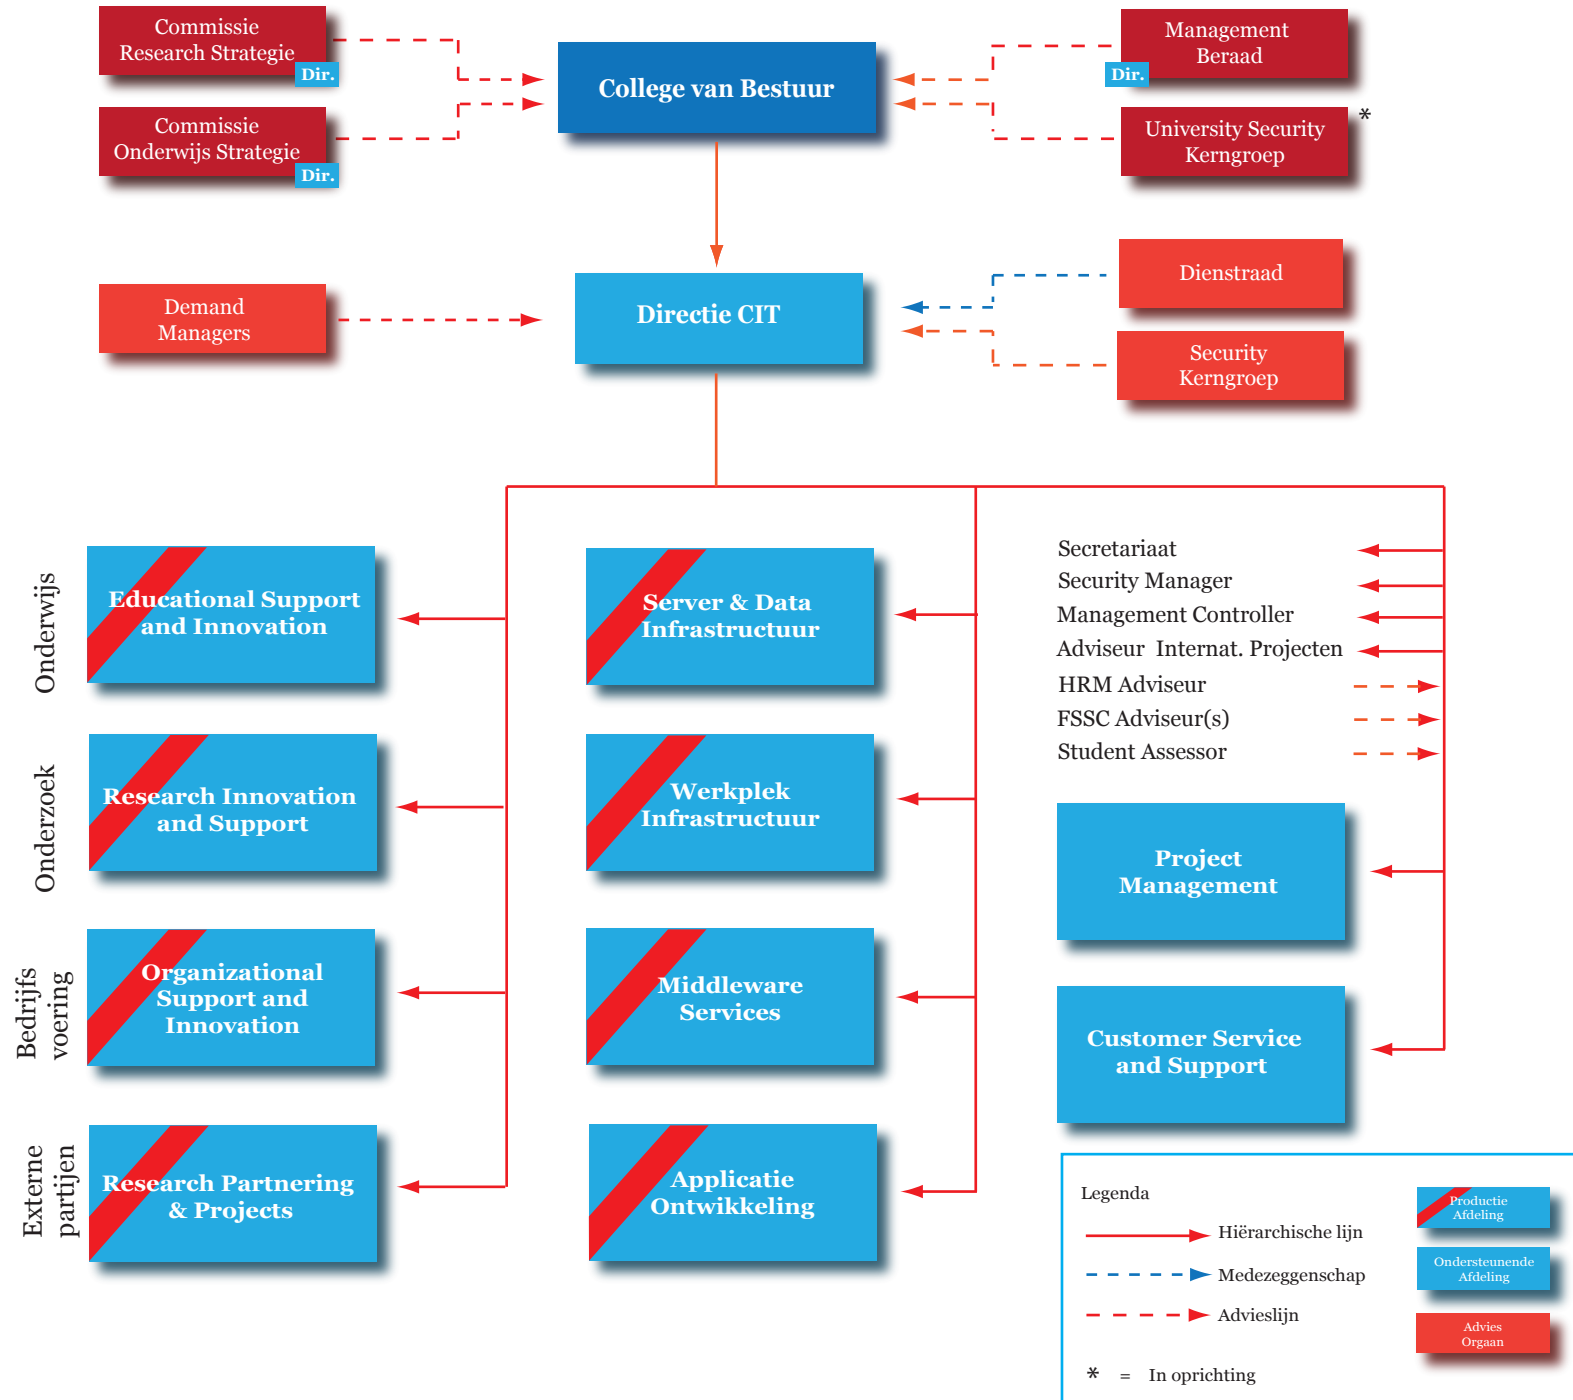 Commissie
Research Strategie
Dir.
Commissie
Onderwijs Strategie
Dir.
College van Bestuur
Management
Beraad
Dir.
University Security
Kerngroep
*
Demand
Managers
Directie CIT
Dienstraad
Security
Kerngroep
Onderwijs
Educational Support
and Innovation
Onderzoek
Research Innovation
and Support
Bedrijfs
voering
Organizational
Support and
Innovation
Externe
partijen
Research Partnering
& Projects
Server & Data
Infrastructuur
Werkplek
Infrastructuur
Middleware
Services
Applicatie
Ontwikkeling
Secretariaat
Security Manager
Management Controller
Adviseur Internat. Projecten
HRM Adviseur
FSSC Adviseur(s)
Student Assessor
Project
Management
Customer Service
and Support
Legenda
Hiërarchische lijn
Medezeggenschap
Advieslijn
* = In oprichting
Productie
Afdeling
Ondersteunende
Afdeling
Advies
Orgaan